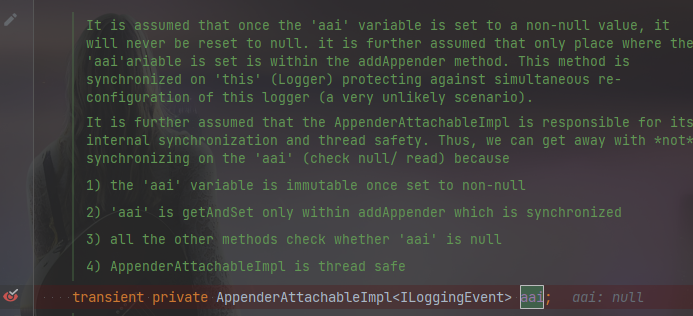 It is assumed that once the 'aai' variable is set to a non-null value, it
will never be reset to null. it is further assumed that only place where the
'aai'ariable is set is within the addAppender method. This method is
synchronized on 'this' (Logger) protecting against simultaneous re-
configuration of this logger (a very unlikely scenario).
It is further assumed that the AppenderAttachableImpl is responsible for its
internal synchronization and thread safety. Thus, we can get away with *not*
synchronizing on the 'aai' (check null/ read) because
1) the 'aai' variable is immutable once set to non-null
2) 'aai' is getAndSet only within addAppender which is synchronized
3) all the other methods check whether 'aai' is null
4) AppenderAttachableImpl is thread safe
transient private AppenderAttachableImpl<ILoggingEvent> aai; aai: null